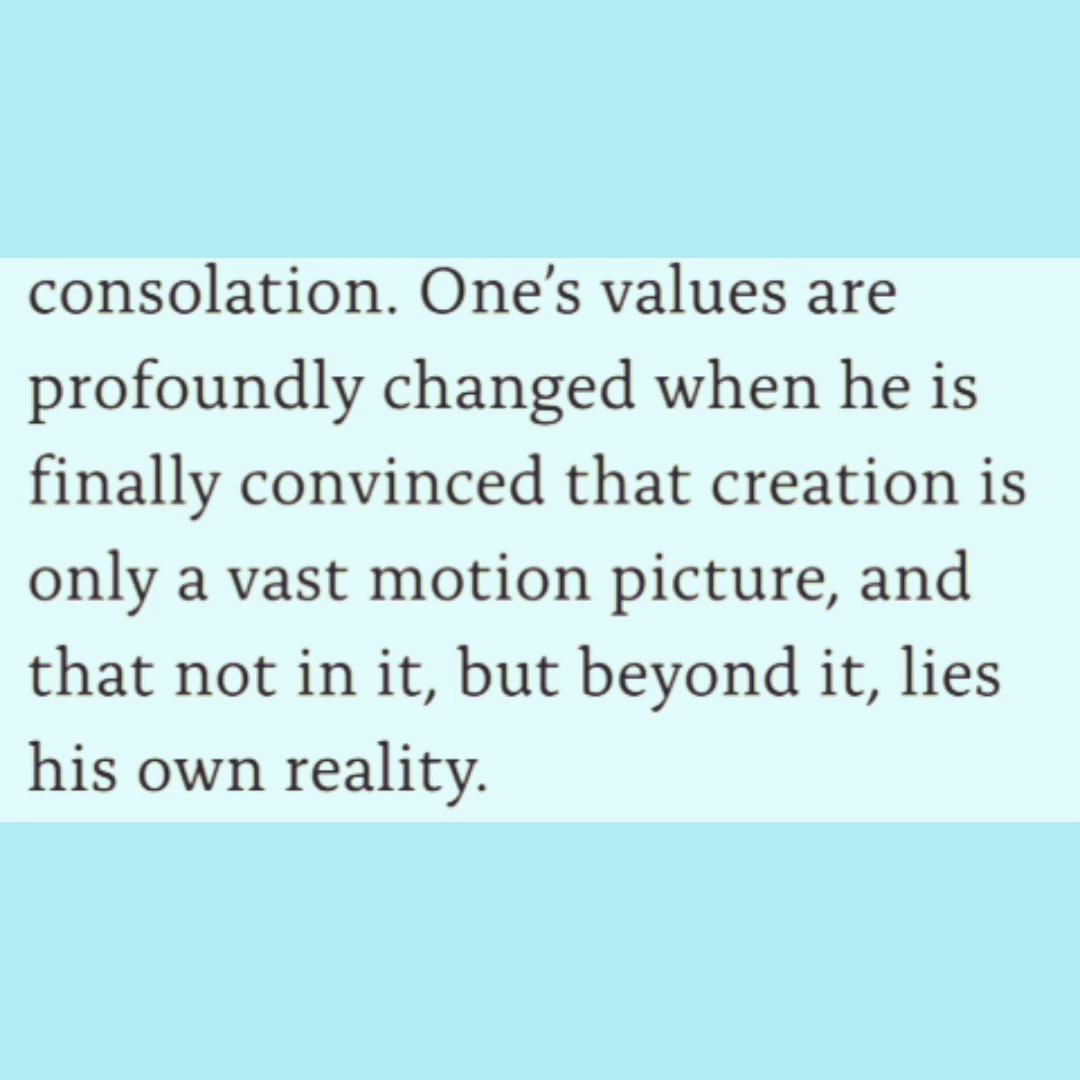 consolation. One’s values are
profoundly changed when he is
finally convinced that creation is
only a vast motion picture, and
that not in it, but beyond it, lies
his own reality.